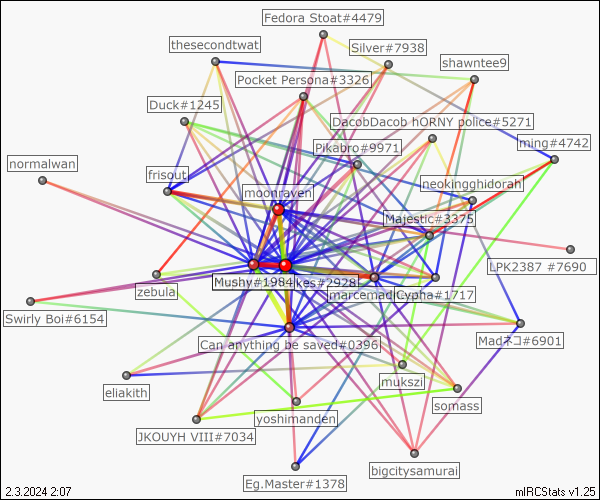 Fedora Stoat#4479
thesecondtwat
Silver#7938
shawntee9
Pocket Persona#3326
Duck#1245
DacobDacob hORNY police#5271
ming#4742
Pikabro#9971
normalwan
frisout
neokingghidorah
moonraven
Majestic#3375
LPK2387 #7690
Mushy#1984
kes#2928
marcemad
Cypha#1717
zebula
Swirly Boi#6154
Can anything be saved#0396
Madネコ#6901
eliakith
mukszi
somass
yoshimanden
JKOUYH VIII#7034
bigcitysamurai
Eg.Master#1378
2.3.2024 2:07
mIRCStats v1.25